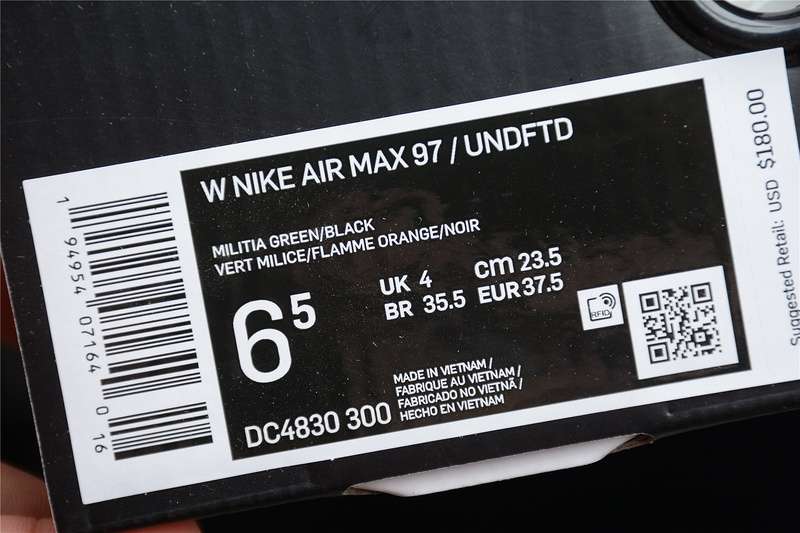 W NIKE AIR MAX 97 / UNDFTD
MILITIA GREEN/BLACK
VERT MILICE/FLAMME ORANGE/NOIR
6 5
UK 4 cm 23.5
BR 35.5 EUR 37.5
RFID
MADE IN VIETNAM /
FABRIQUE AU VIETNAM /
FABRICADO NO VIETNÃ /
HECHO EN VIETNAM
DC4830 300
1 94954 07164 0 16
Suggested Retail: USD $180.00